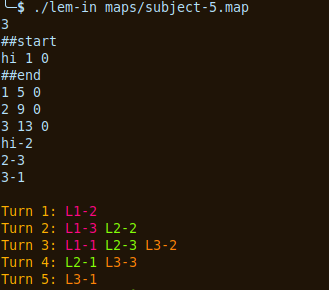 ╰─$ ./lem-in maps/subject-5.map
3
##start
hi 1 0
##end
1 5 0
2 9 0
3 13 0
hi-2
2-3
3-1

Turn 1: L1-2
Turn 2: L1-3 L2-2
Turn 3: L1-1 L2-3 L3-2
Turn 4: L2-1 L3-3
Turn 5: L3-1